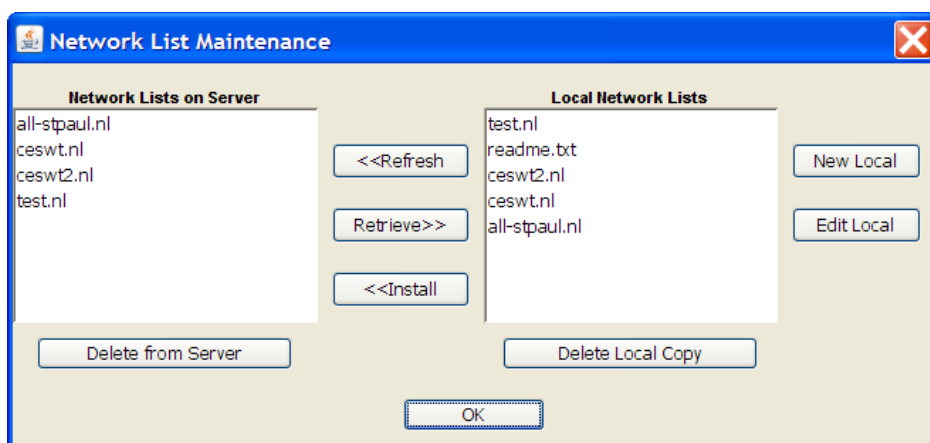 Network List Maintenance
Network Lists on Server
all-stpaul.nl
ceswt.nl
ceswt2.nl
test.nl
<<Refresh
Retrieve>>
<<Install
Local Network Lists
test.nl
readme.txt
ceswt2.nl
ceswt.nl
all-stpaul.nl
New Local
Edit Local
Delete from Server
Delete Local Copy
OK